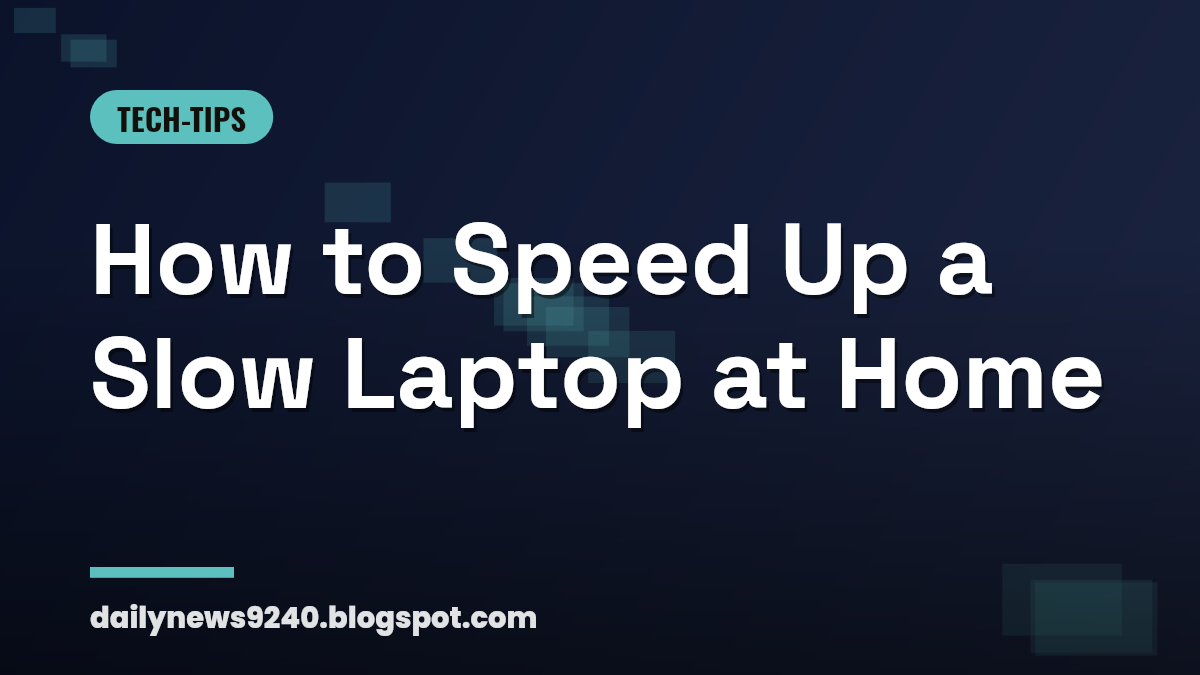 TECH-TIPS
How to Speed Up a
Slow Laptop at Home
dailynews9240.blogspot.com